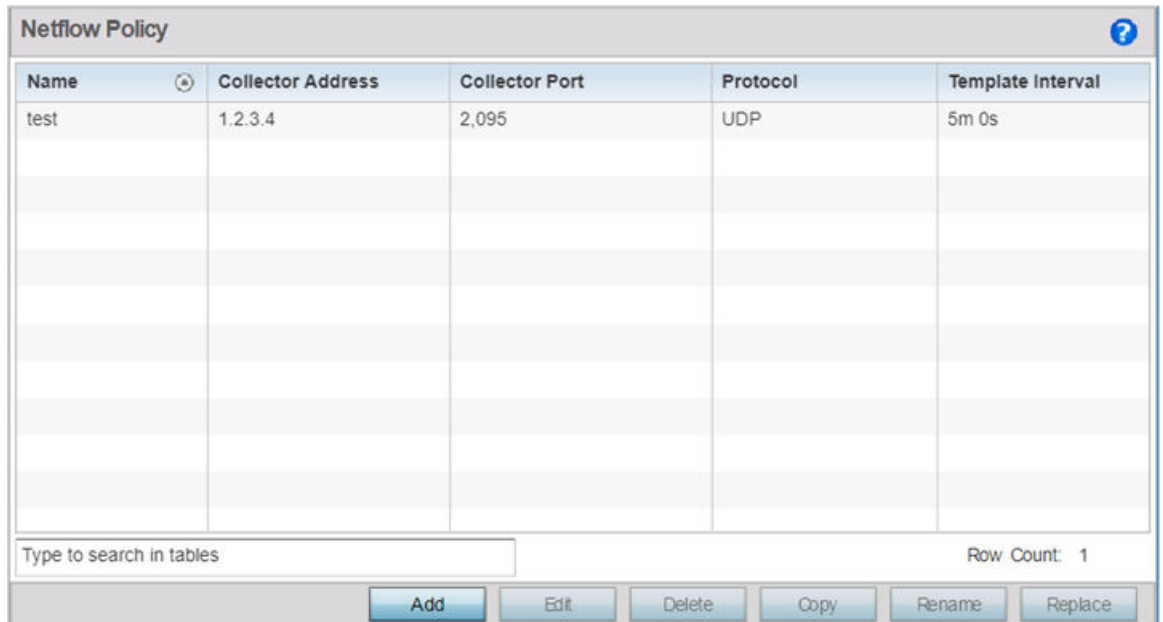 Netflow Policy ?
Name Collector Address Collector Port Protocol Template Interval
test 1.2.3.4 2,095 UDP 5m 0s
Type to search in tables Row Count: 1
Add Edit Delete Copy Rename Replace